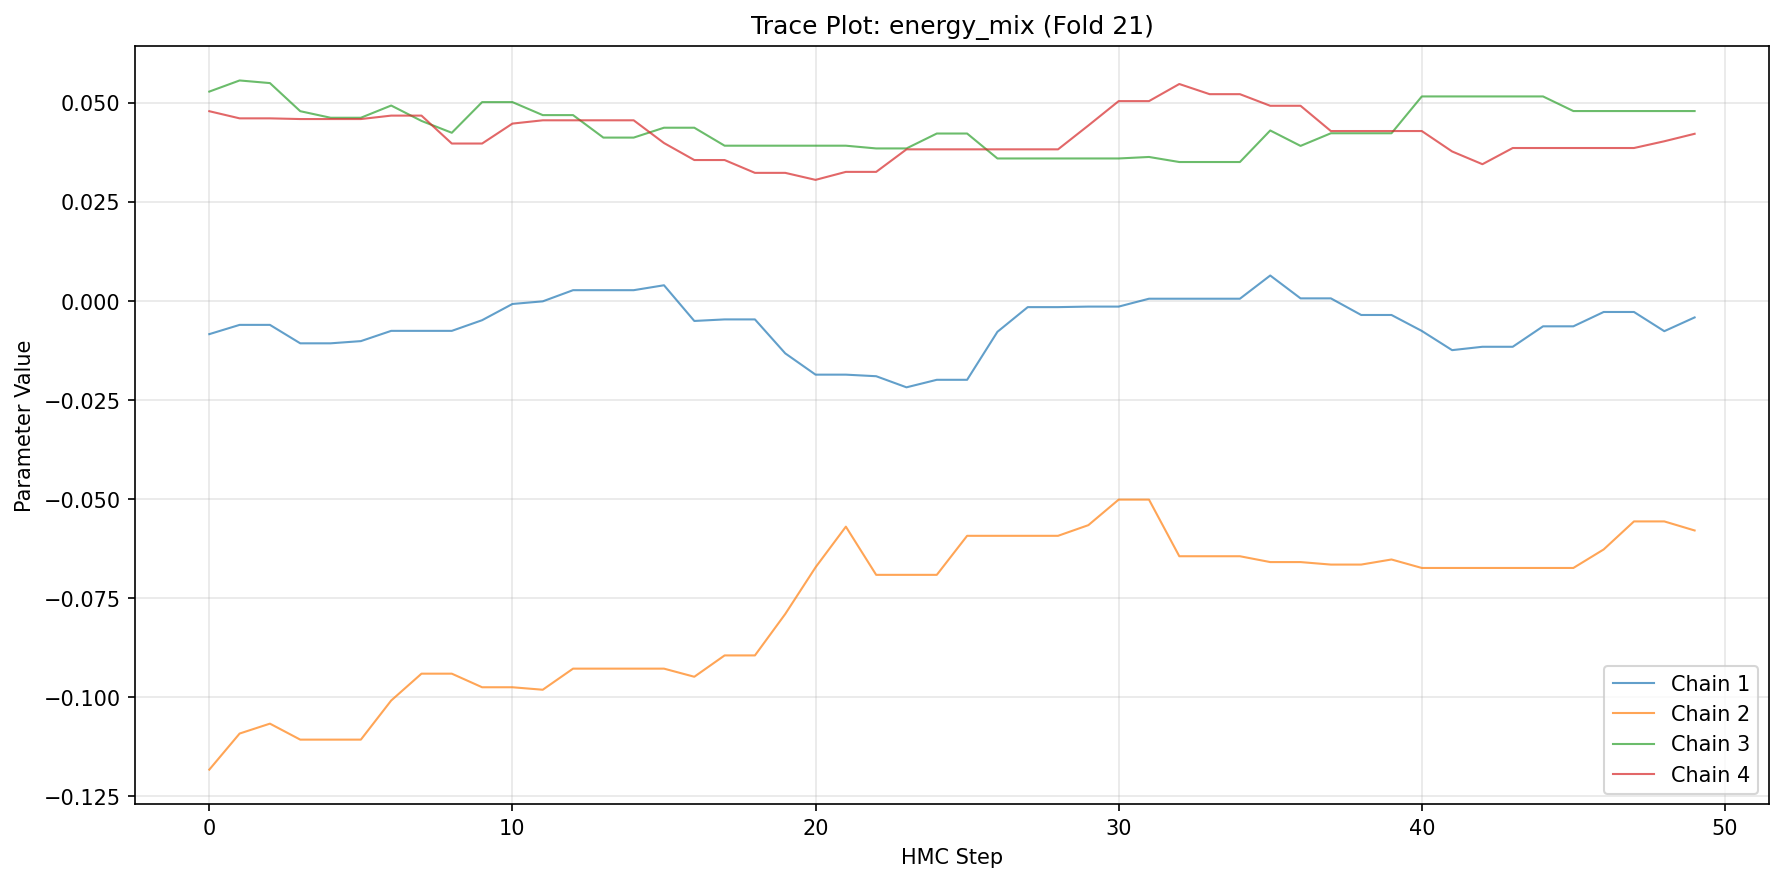 Trace Plot: energy_mix (Fold 21)
Parameter Value
0.050
0.025
0.000
−0.025
−0.050
−0.075
−0.100
−0.125
Chain 1
Chain 2
Chain 3
Chain 4
0 10 20 30 40 50
HMC Step